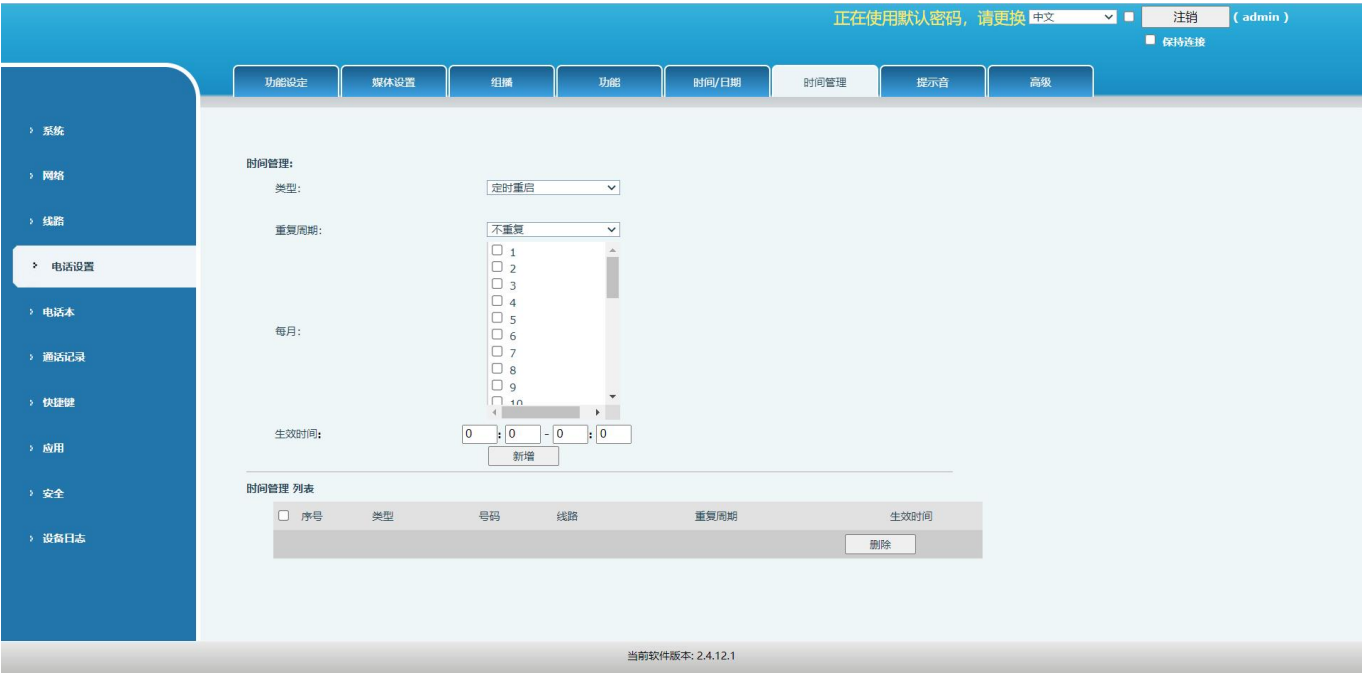 正在使用默认密码，请更换 中文 注销 ( admin )
保持连接
功能设定 媒体设置 组播 功能 时间/日期 时间管理 提示音 高级
› 系统
› 网络
› 线路
› 电话设置
› 电话本
› 通话记录
› 快捷键
› 应用
› 安全
› 设备日志
时间管理:
类型: 定时重启
重复周期: 不重复
每月:
1
2
3
4
5
6
7
8
9
10
生效时间: 0 : 0 - 0 : 0
新增
时间管理 列表
序号 类型 号码 线路 重复周期 生效时间
删除
当前软件版本: 2.4.12.1